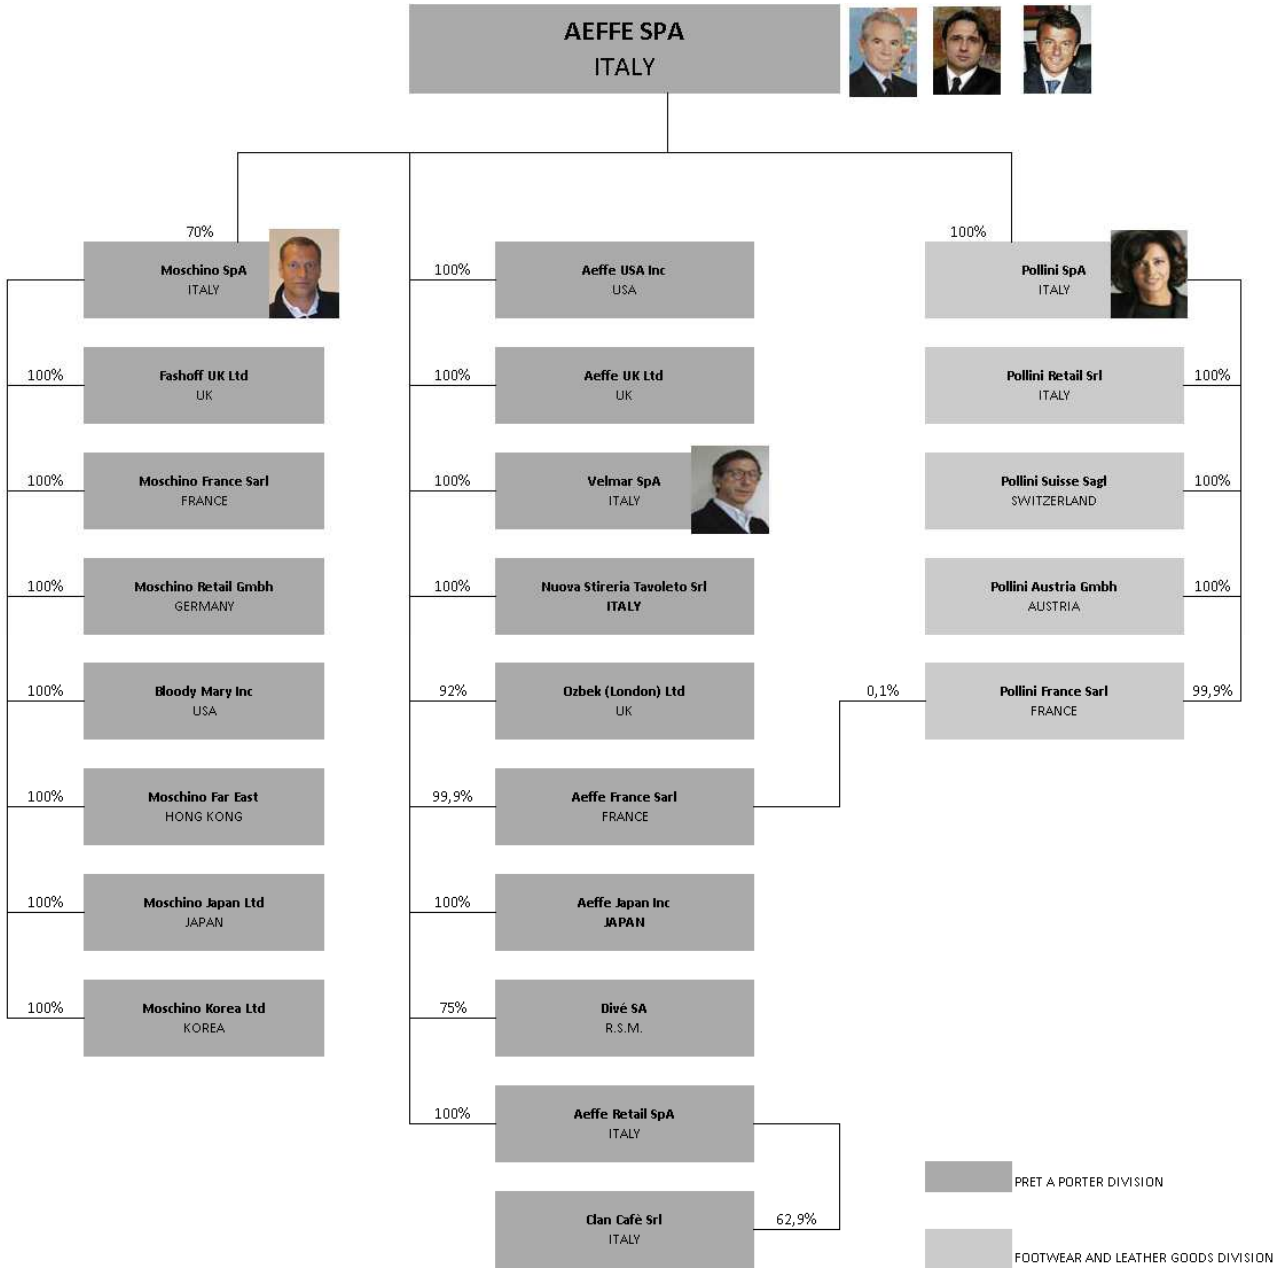 AEFFE SPA
ITALY
70%
Moschino SpA
ITALY
100%
Fashoff UK Ltd
UK
100%
Moschino France Sarl
FRANCE
100%
Moschino Retail Gmbh
GERMANY
100%
Bloody Mary Inc
USA
100%
Moschino Far East
HONG KONG
100%
Moschino Japan Ltd
JAPAN
100%
Moschino Korea Ltd
KOREA
100%
Aeffe USA Inc
USA
100%
Aeffe UK Ltd
UK
100%
Velmar SpA
ITALY
100%
Nuova Stireria Tavoleto Srl
ITALY
92%
Ozbek (London) Ltd
UK
99,9%
Aeffe France Sarl
FRANCE
100%
Aeffe Japan Inc
JAPAN
75%
Divé SA
R.S.M.
100%
Aeffe Retail SpA
ITALY
Clan Cafè Srl
ITALY
62,9%
100%
Pollini SpA
ITALY
Pollini Retail Srl
ITALY
100%
Pollini Suisse Sagl
SWITZERLAND
100%
Pollini Austria Gmbh
AUSTRIA
100%
0,1%
Pollini France Sarl
FRANCE
99,9%
PRET A PORTER DIVISION
FOOTWEAR AND LEATHER GOODS DIVISION